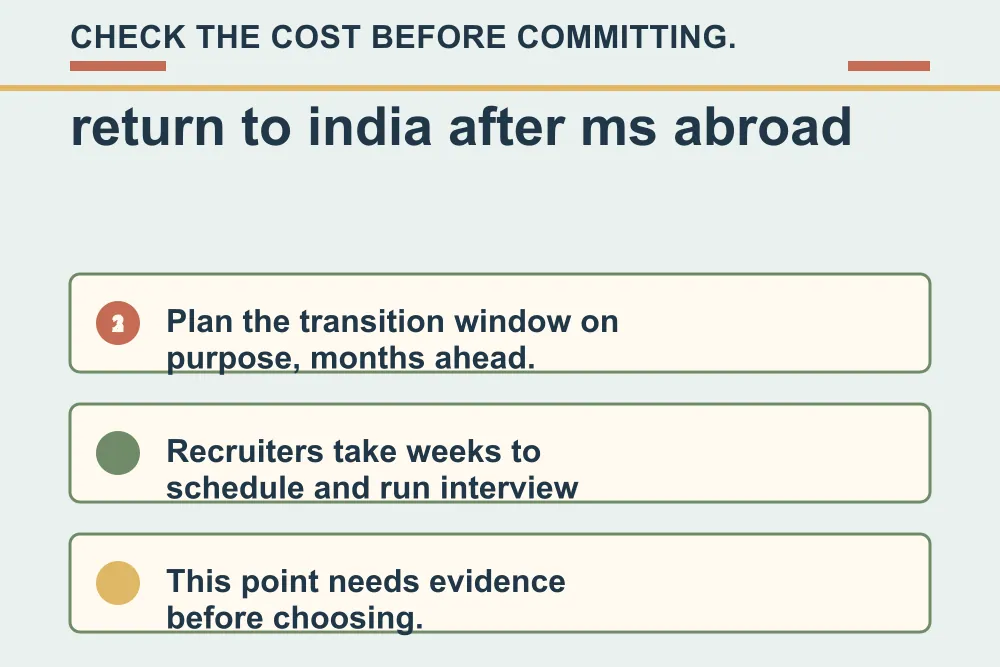 CHECK THE COST BEFORE COMMITTING.
return to india after ms abroad
Plan the transition window on
purpose, months ahead.
Recruiters take weeks to
schedule and run interview
This point needs evidence
before choosing.